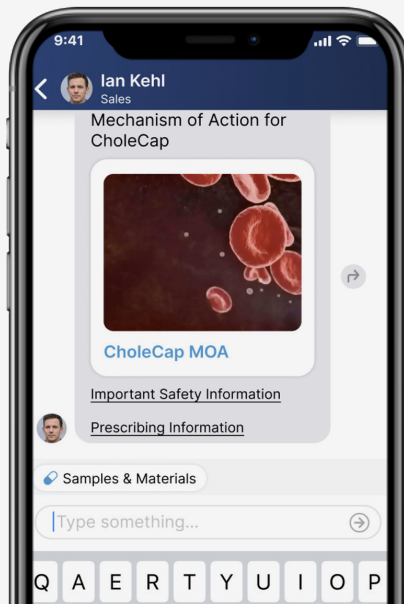 9:41
Ian Kehl
Sales
Mechanism of Action for
CholeCap
CholeCap MOA
Important Safety Information
Prescribing Information
Samples & Materials
Type something...
Q A E R T Y U I O P